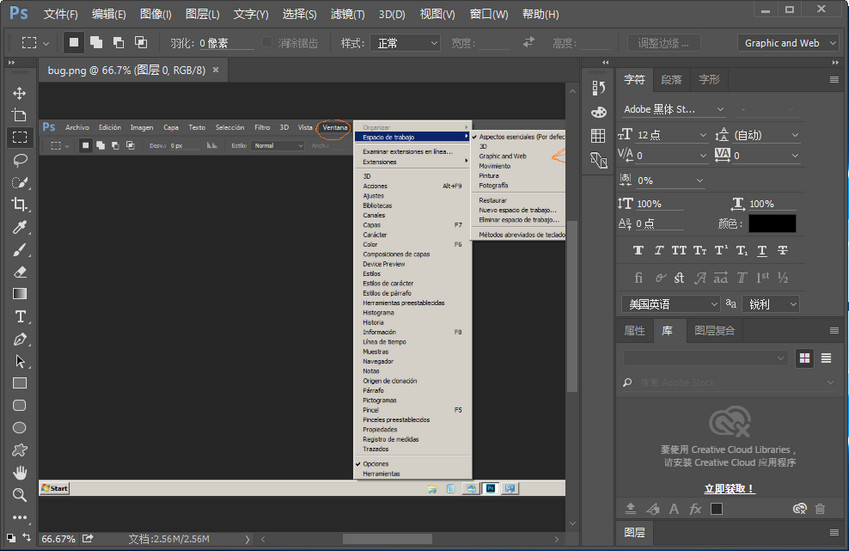 Ps 文件(F) 编辑(E) 图像(I) 图层(L) 文字(Y) 选择(S) 滤镜(T) 3D(D) 视图(V) 窗口(W) 帮助(H)
羽化: 0 像素 消除锯齿 样式: 正常 宽度: 高度: 调整边缘 ... Graphic and Web
bug.png @ 66.7% (图层 0, RGB/8) ×
Ps Archivo Edición Imagen Capa Texto Selección Filtro 3D Vista Ventana
0 px Estilo: Normal
Organizar
Espacio de trabajo
Examinar extensiones en línea...
Extensiones
3D
Acciones Alt+F9
Ajustes
Bibliotecas
Canales
Capas F7
Carácter
Color F6
Composiciones de capas
Device Preview
Estilos
Estilos de carácter
Estilos de párrafo
Herramientas preestablecidas
Histograma
Historia
Información F8
Línea de tiempo
Muestras
Navegador
Notas
Origen de clonación
Párrafo
Pictogramas
Pincel F5
Pinceles preestablecidos
Propiedades
Registro de medidas
Trazados
Opciones
Herramientas
Aspectos esenciales (Por defec
3D
Graphic and Web
Movimiento
Pintura
Fotografía
Restaurar
Nuevo espacio de trabajo...
Eliminar espacio de trabajo...
Métodos abreviados de teclado
Start
66.67% 文档:2.56M/2.56M
字符 段落 字形
Adobe 黑体 St...
12 点 (自动)
0 0
0%
100% 100%
0 点 颜色:
T T TT Tт T¹ T₁ T T
fi st A aa T 1st ½
美国英语 aa 锐利
属性 库 图层复合
搜索 Adobe Stock
要使用 Creative Cloud Libraries，
请安装 Creative Cloud 应用程序
立即获取！
fx
图层